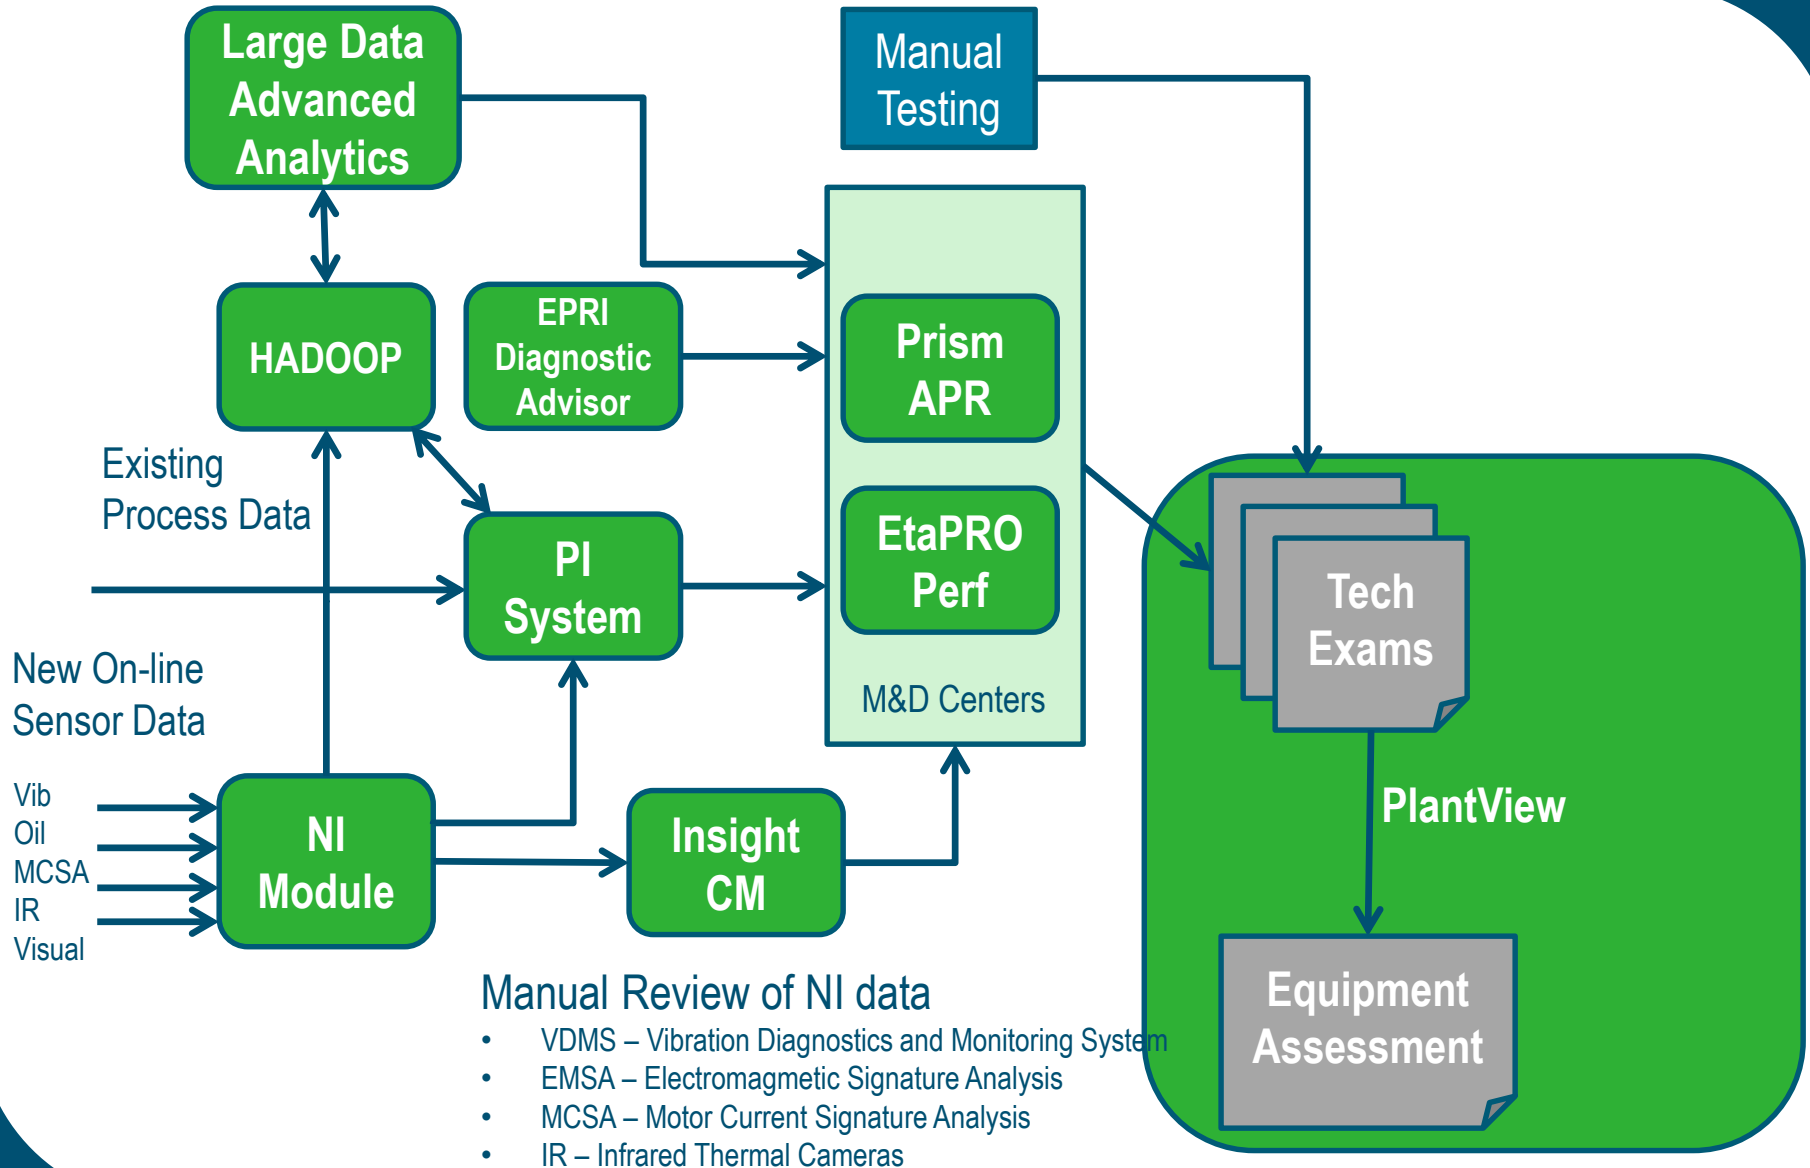 Large Data
Advanced
Analytics
Manual
Testing
HADOOP
EPRI
Diagnostic
Advisor
Prism
APR
Existing
Process Data
PI
System
EtaPRO
Perf
Tech
Exams
New On-line
Sensor Data
M&D Centers
Vib
Oil
MCSA
IR
Visual
NI
Module
Insight
CM
PlantView
Equipment
Assessment
Manual Review of NI data
• VDMS – Vibration Diagnostics and Monitoring System
• EMSA – Electromagmetic Signature Analysis
• MCSA – Motor Current Signature Analysis
• IR – Infrared Thermal Cameras